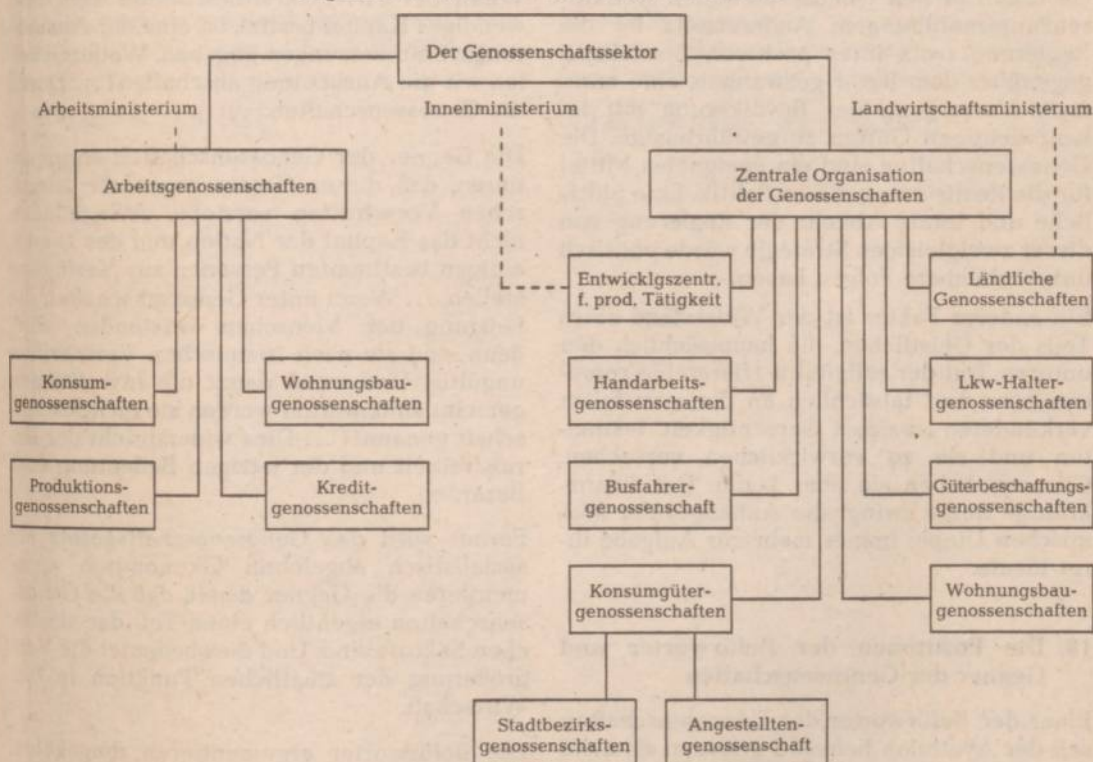 Der Genossenschaftssektor
Arbeitsministerium
Innenministerium
Landwirtschaftsministerium
Arbeitsgenossenschaften
Zentrale Organisation
der Genossenschaften
Entwicklgszentr.
f. prod. Tätigkeit
Ländliche
Genossenschaften
Konsum-
genossenschaften
Wohnungsbau-
genossenschaften
Handarbeits-
genossenschaften
Lkw-Halter-
genossenschaften
Produktions-
genossenschaften
Kredit-
genossenschaften
Busfahrer-
genossenschaft
Güterbeschaffungs-
genossenschaften
Konsumgüter-
genossenschaften
Wohnungsbau-
genossenschaften
Stadtbezirks-
genossenschaften
Angestellten-
genossenschaft